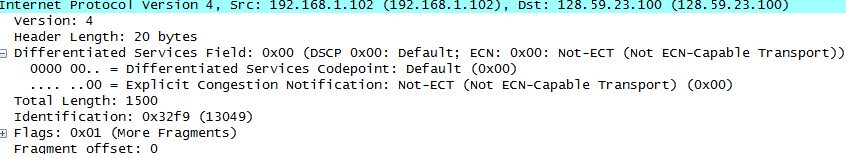 Internet Protocol Version 4, Src: 192.168.1.102 (192.168.1.102), Dst: 128.59.23.100 (128.59.23.100)
Version: 4
Header Length: 20 bytes
Differentiated Services Field: 0x00 (DSCP 0x00: Default; ECN: 0x00: Not-ECT (Not ECN-Capable Transport))
0000 00.. = Differentiated Services Codepoint: Default (0x00)
.... ..00 = Explicit Congestion Notification: Not-ECT (Not ECN-Capable Transport) (0x00)
Total Length: 1500
Identification: 0x32f9 (13049)
Flags: 0x01 (More Fragments)
Fragment offset: 0